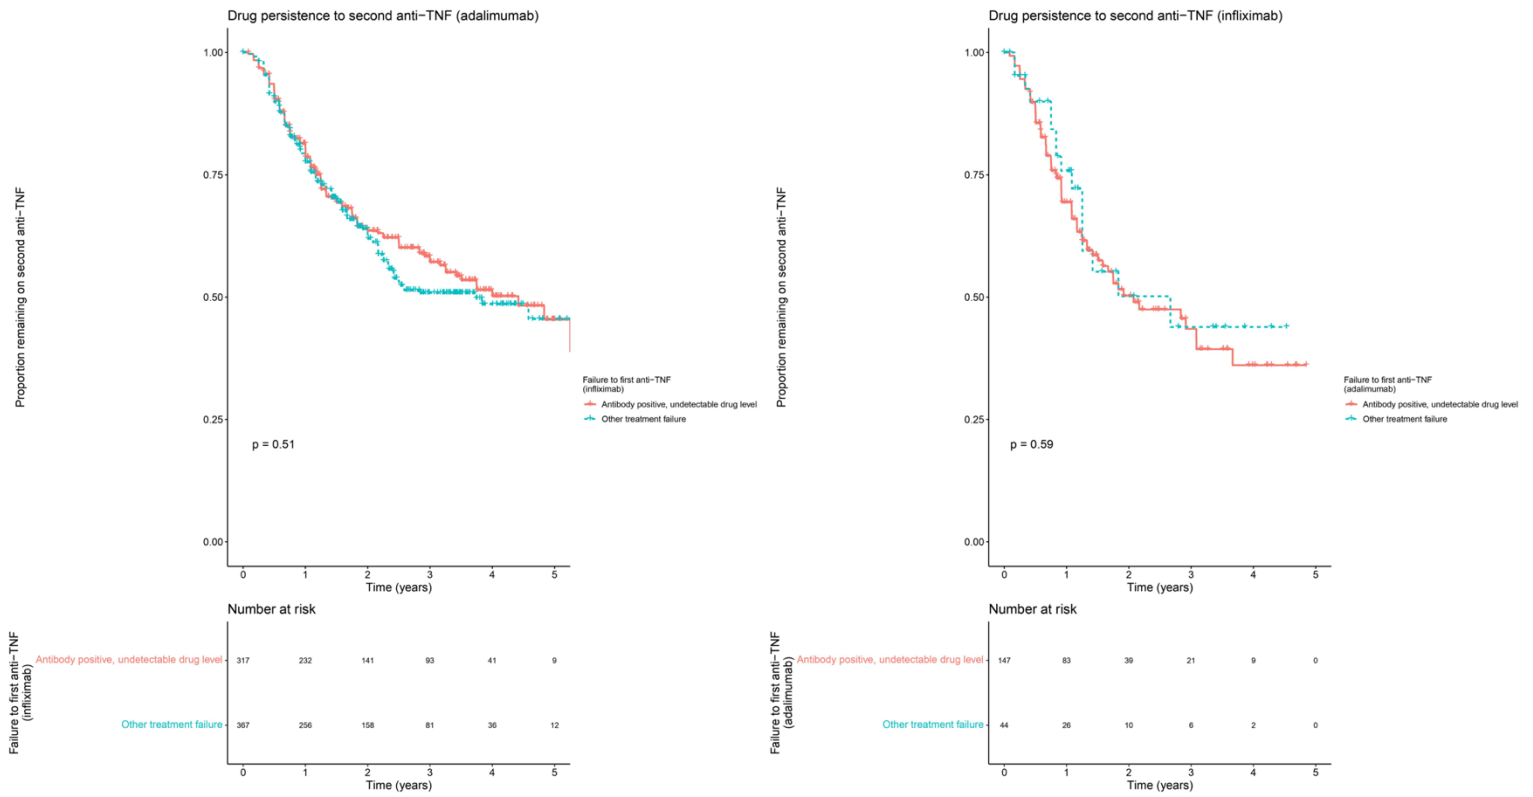 Drug persistence to second anti−TNF (adalimumab)
Proportion remaining on second anti−TNF
1.00
0.75
0.50
0.25
0.00
p = 0.51
0 1 2 3 4 5
Time (years)
Failure to first anti−TNF
(infliximab)
Antibody positive, undetectable drug level
Other treatment failure
Number at risk
Failure to first anti−TNF
(infliximab)
Antibody positive, undetectable drug level 317 232 141 93 41 9
Other treatment failure 367 256 158 81 36 12
0 1 2 3 4 5
Time (years)
Drug persistence to second anti−TNF (infliximab)
Proportion remaining on second anti−TNF
1.00
0.75
0.50
0.25
0.00
p = 0.59
0 1 2 3 4 5
Time (years)
Failure to first anti−TNF
(adalimumab)
Antibody positive, undetectable drug level
Other treatment failure
Number at risk
Failure to first anti−TNF
(adalimumab)
Antibody positive, undetectable drug level 147 83 39 21 9 0
Other treatment failure 44 26 10 6 2 0
0 1 2 3 4 5
Time (years)